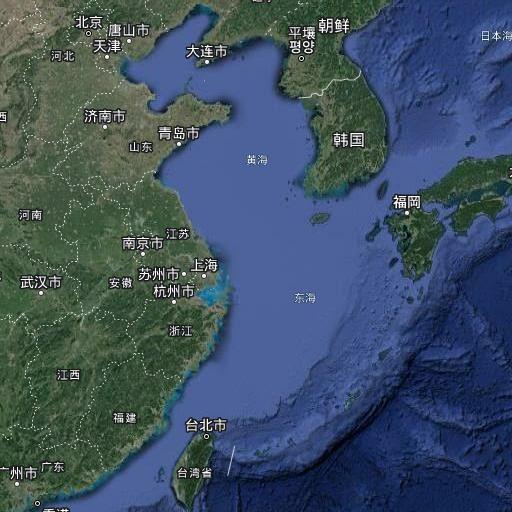 北京
唐山市
天津
河北
大连市
朝鲜
平壤
평양
日本海
济南市
青岛市
山东
黄海
韩国
福冈
河南
江苏
南京市
上海
苏州市
安徽
武汉市
杭州市
东海
浙江
江西
福建
台北市
台湾省
广州市
广东